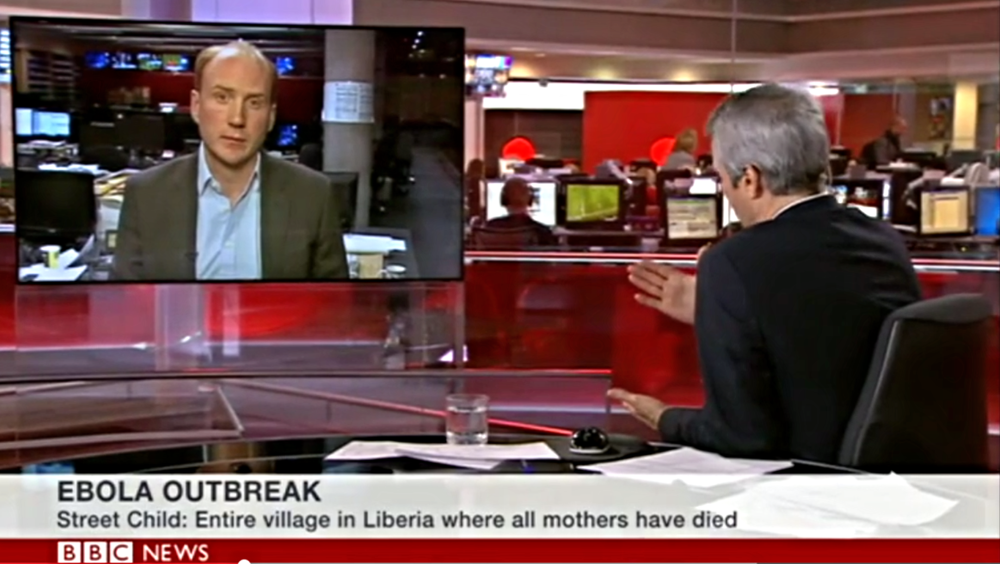 EBOLA OUTBREAK
Street Child: Entire village in Liberia where all mothers have died
BBC NEWS